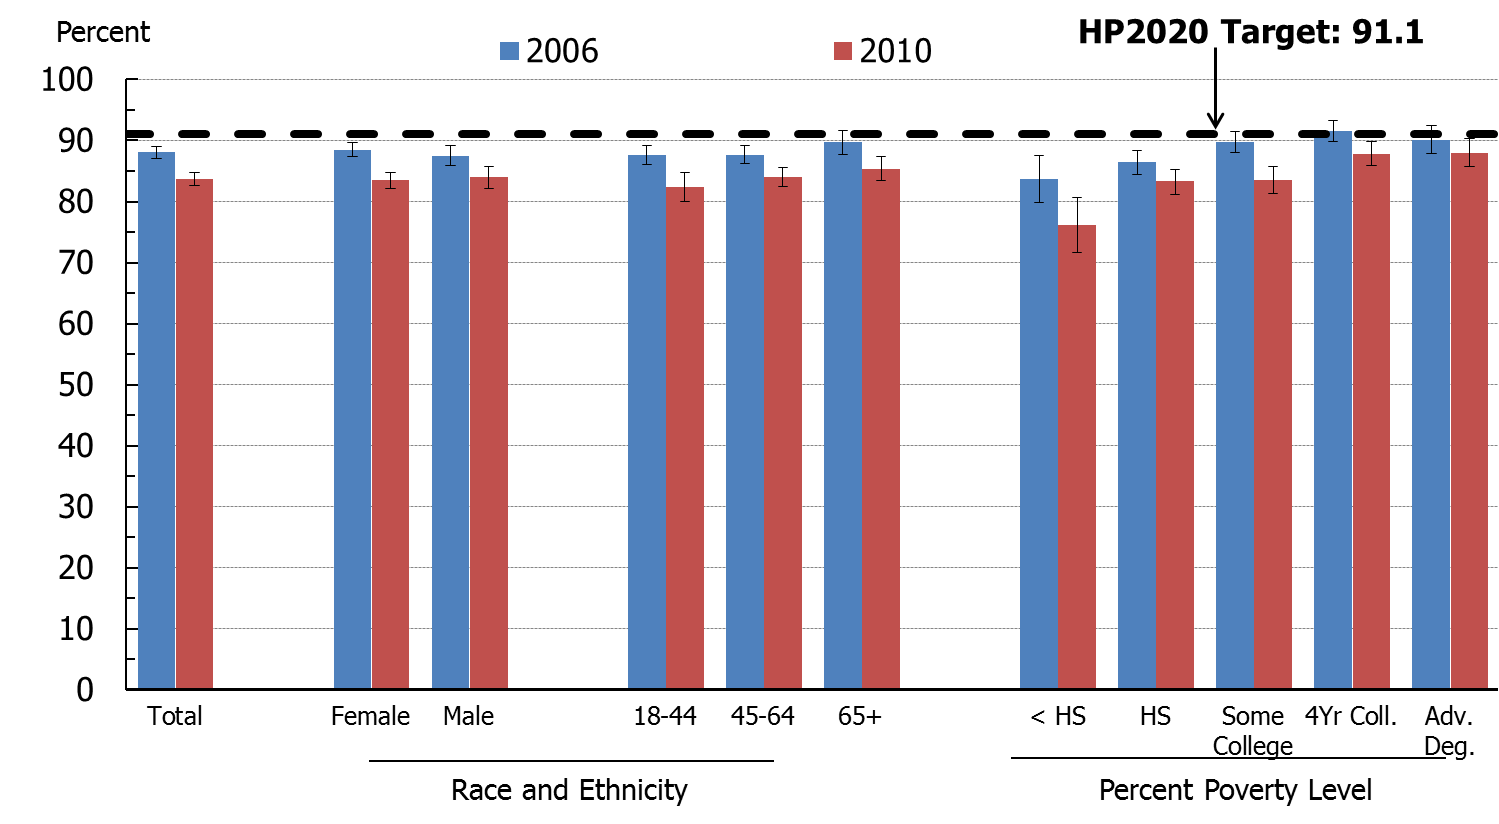 Percent
2006
2010
HP2020 Target: 91.1
100
90
80
70
60
50
40
30
20
10
0
Total
Female
Male
18-44
45-64
65+
< HS
HS
Some
College
4Yr Coll.
Adv.
Deg.
Race and Ethnicity
Percent Poverty Level